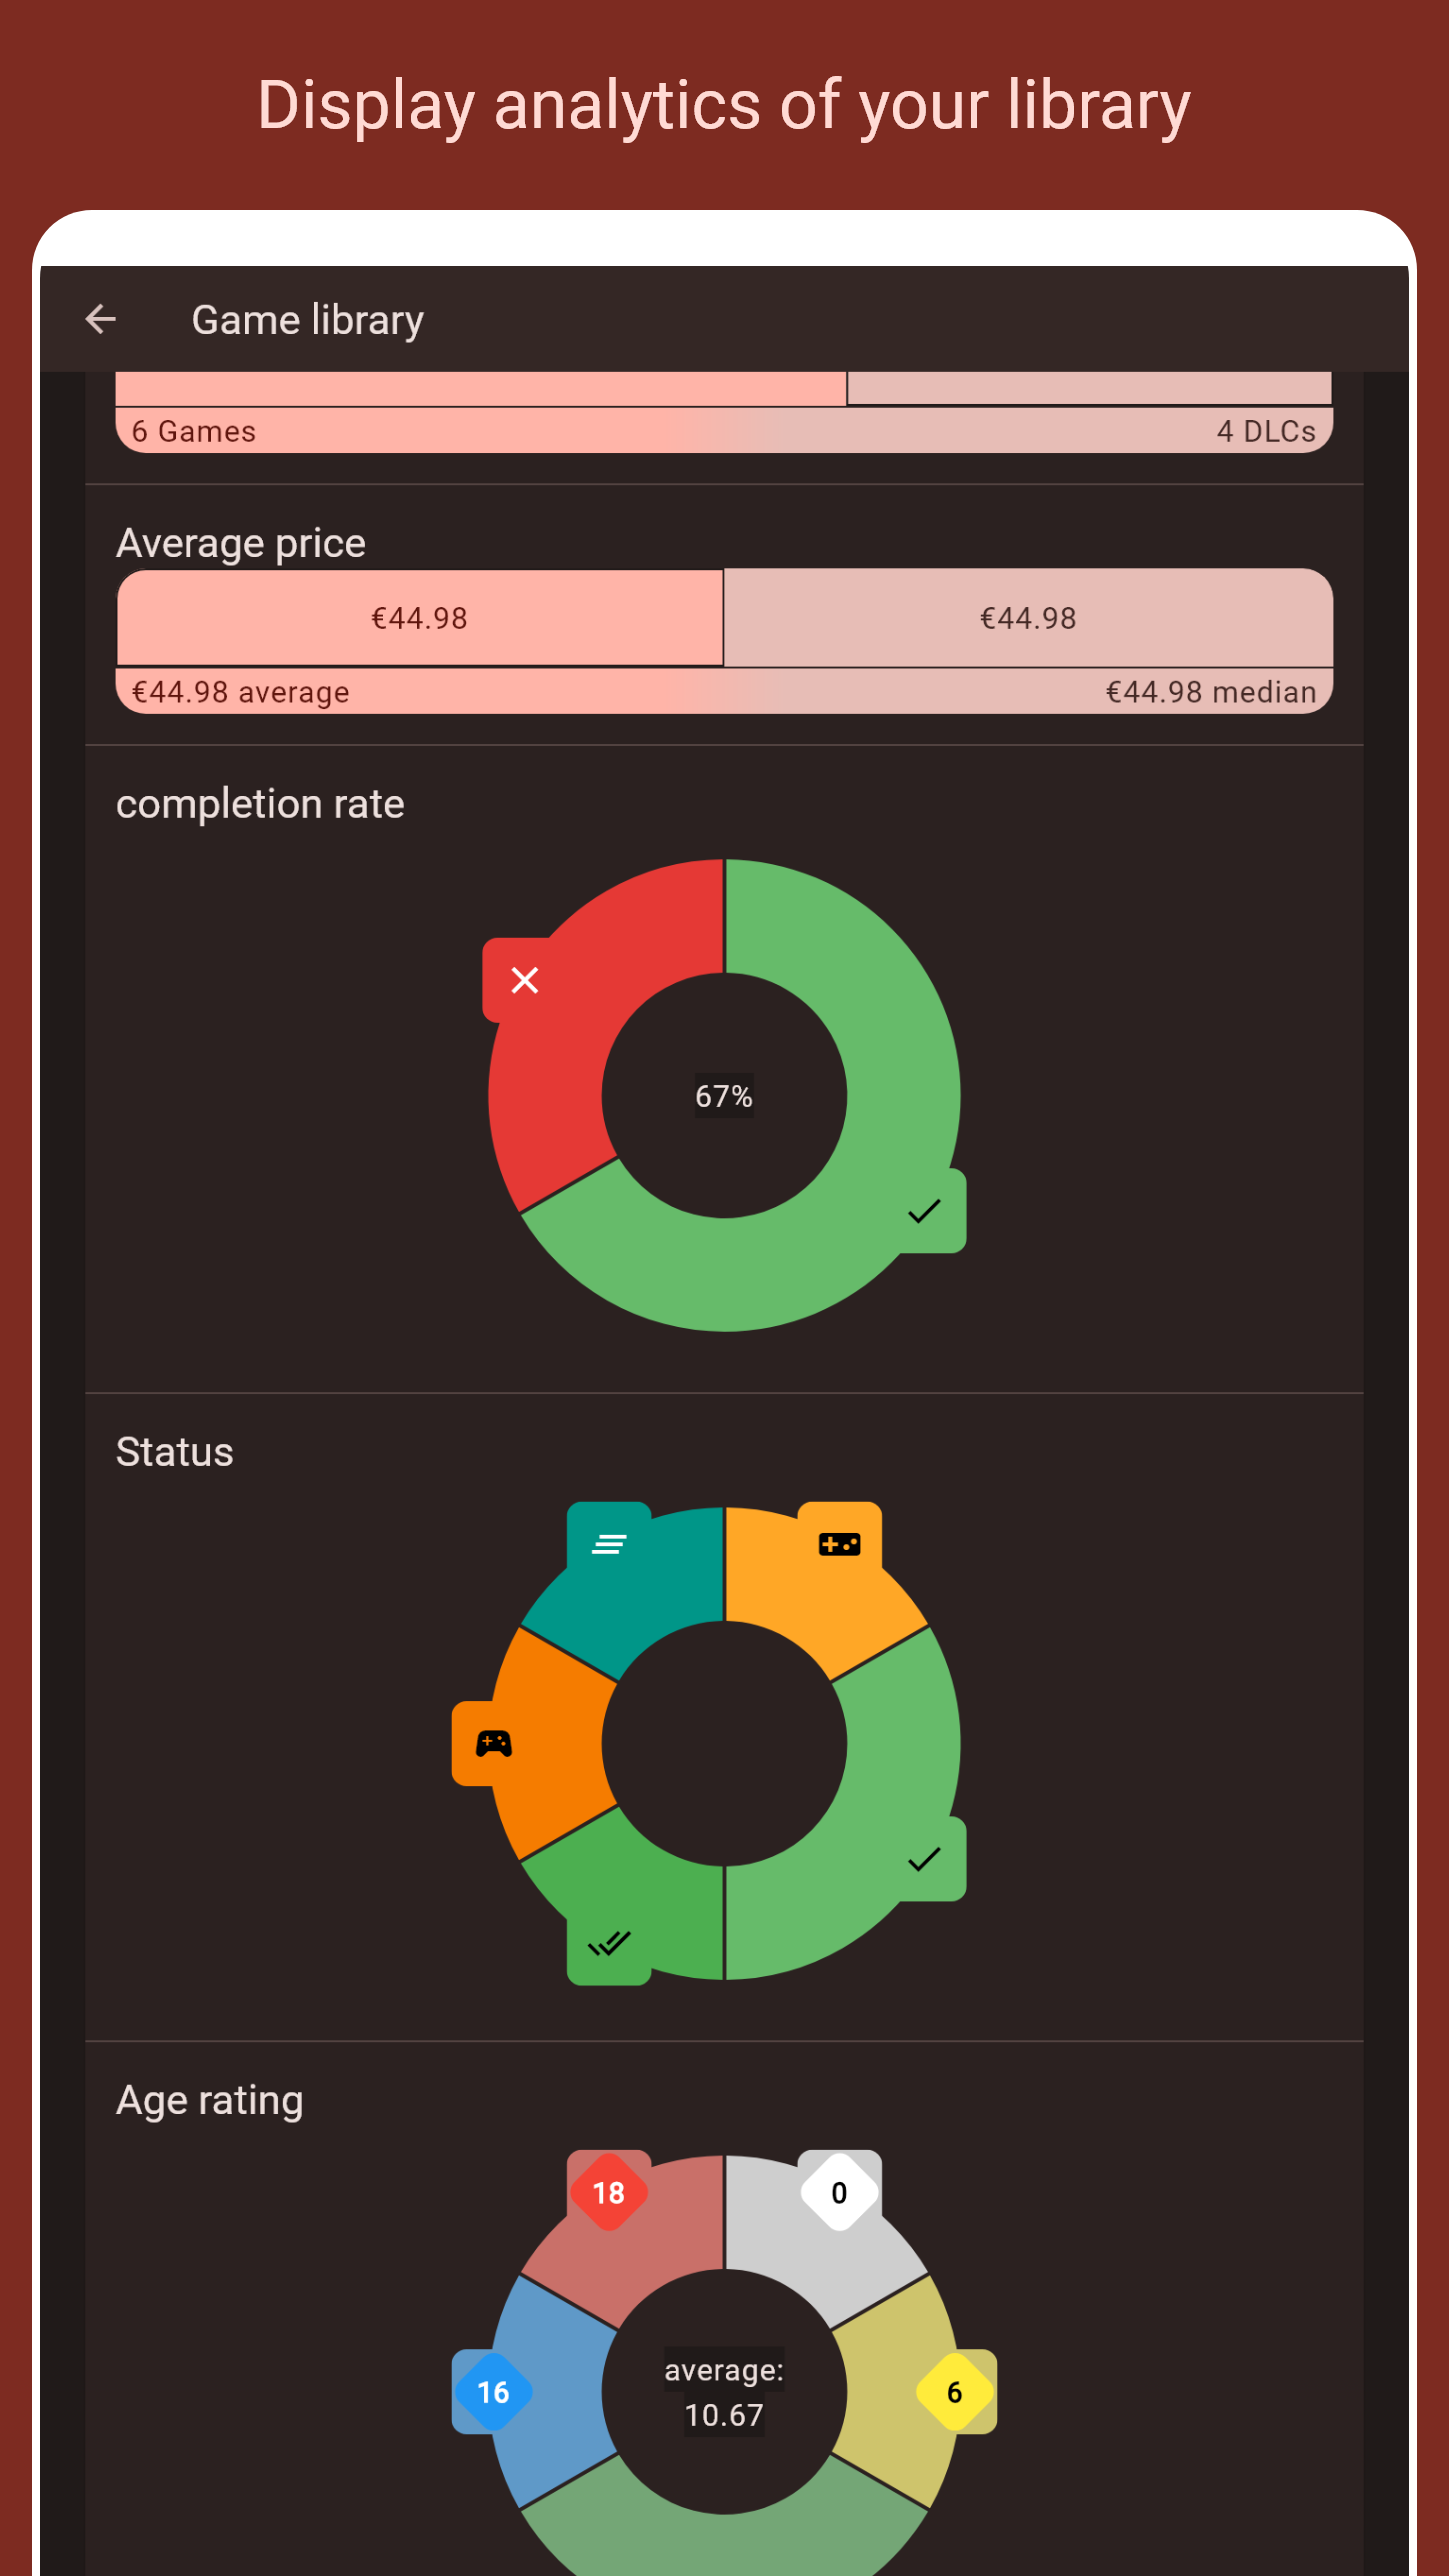 Display analytics of your library
Game library
6 Games
4 DLCs
Average price
€44.98
€44.98
€44.98 average
€44.98 median
completion rate
67%
Status
Age rating
18
0
16
6
average:
10.67